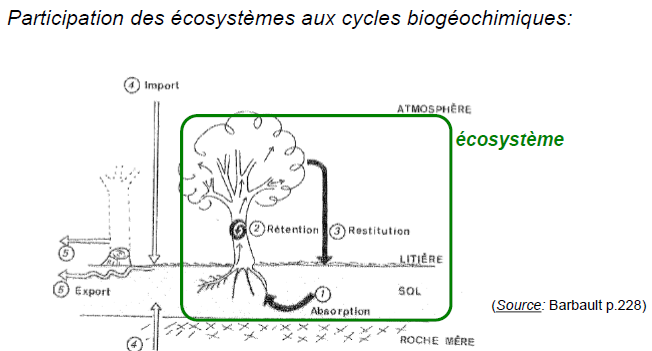 Participation des écosystèmes aux cycles biogéochimiques:
④ Import
ATMOSPHÈRE
écosystème
② Rétention
③ Restitution
⑤
LITIÈRE
⑤ Export
①
SOL
Absorption
(Source: Barbault p.228)
④
ROCHE MÈRE